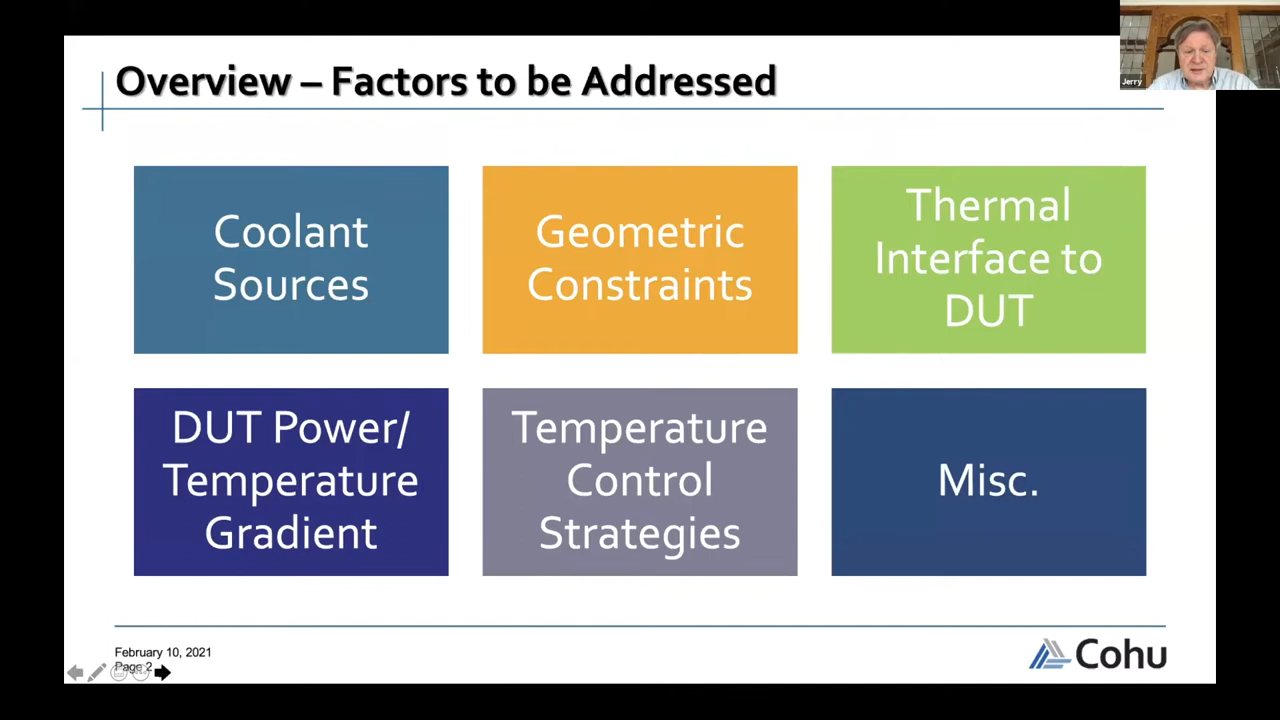 Overview – Factors to be Addressed
Jerry
Coolant
Sources
Geometric
Constraints
Thermal
Interface to
DUT
DUT Power/
Temperature
Gradient
Temperature
Control
Strategies
Misc.
February 10, 2021
Page 2
Cohu